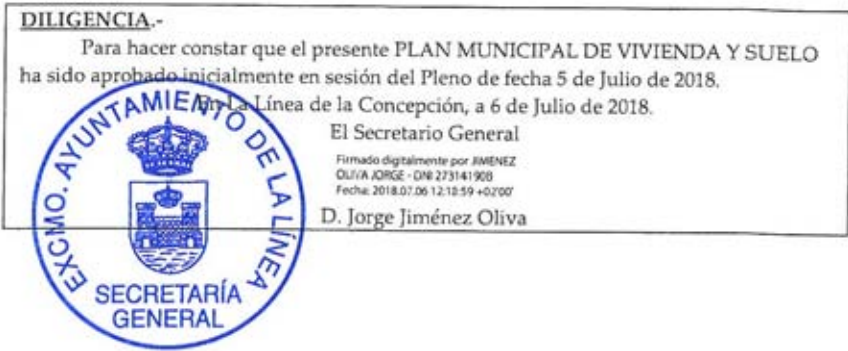 DILIGENCIA.-
Para hacer constar que el presente PLAN MUNICIPAL DE VIVIENDA Y SUELO
ha sido aprobado inicialmente en sesión del Pleno de fecha 5 de Julio de 2018.
En La Línea de la Concepción, a 6 de Julio de 2018.
El Secretario General
Firmado digitalmente por JIMENEZ
OLIVA JORGE - DNI 27314190B
Fecha: 2018.07.06 12:18:59 +02'00'
D. Jorge Jiménez Oliva
EXCMO. AYUNTAMIENTO DE LA LÍNEA
SECRETARÍA
GENERAL